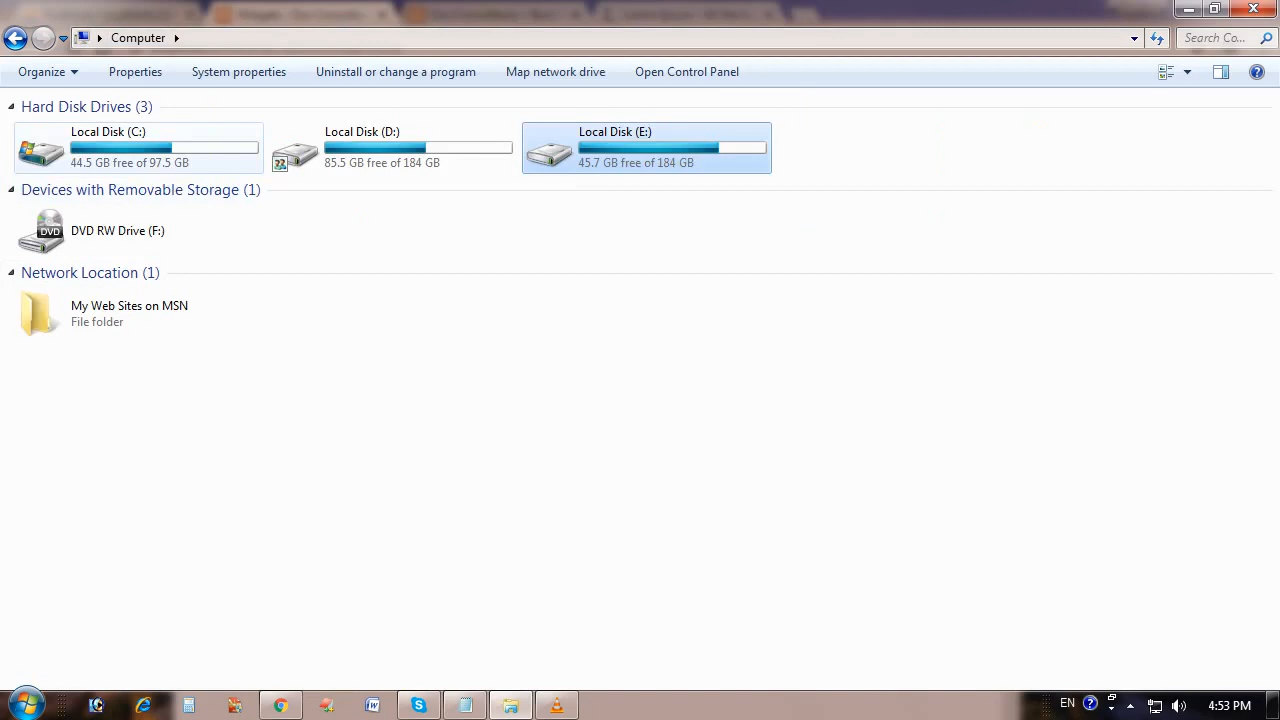 Computer
Search Co...
Organize Properties System properties Uninstall or change a program Map network drive Open Control Panel
Hard Disk Drives (3)
Local Disk (C:)
44.5 GB free of 97.5 GB
Local Disk (D:)
85.5 GB free of 184 GB
Local Disk (E:)
45.7 GB free of 184 GB
Devices with Removable Storage (1)
DVD
DVD RW Drive (F:)
Network Location (1)
My Web Sites on MSN
File folder
EN
4:53 PM